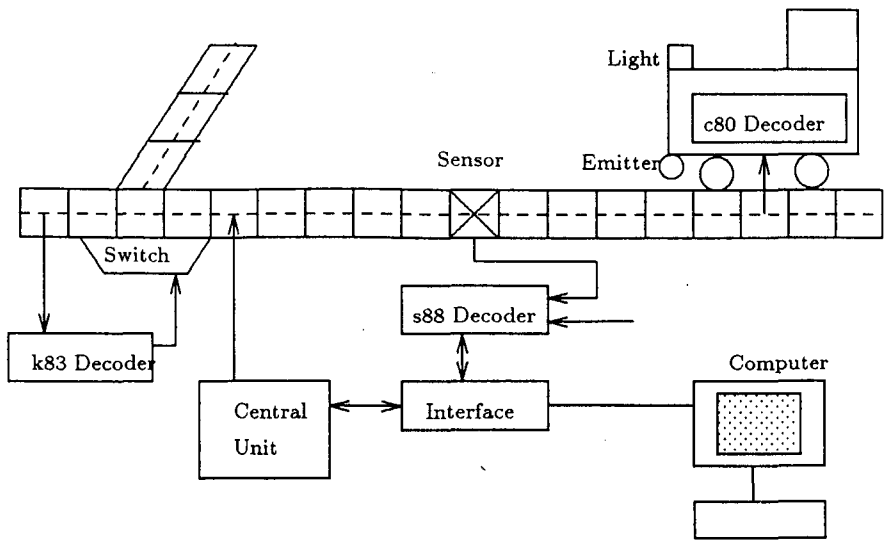 Light
c80 Decoder
Sensor
Emitter
Switch
s88 Decoder
k83 Decoder
Computer
Central
Unit
Interface